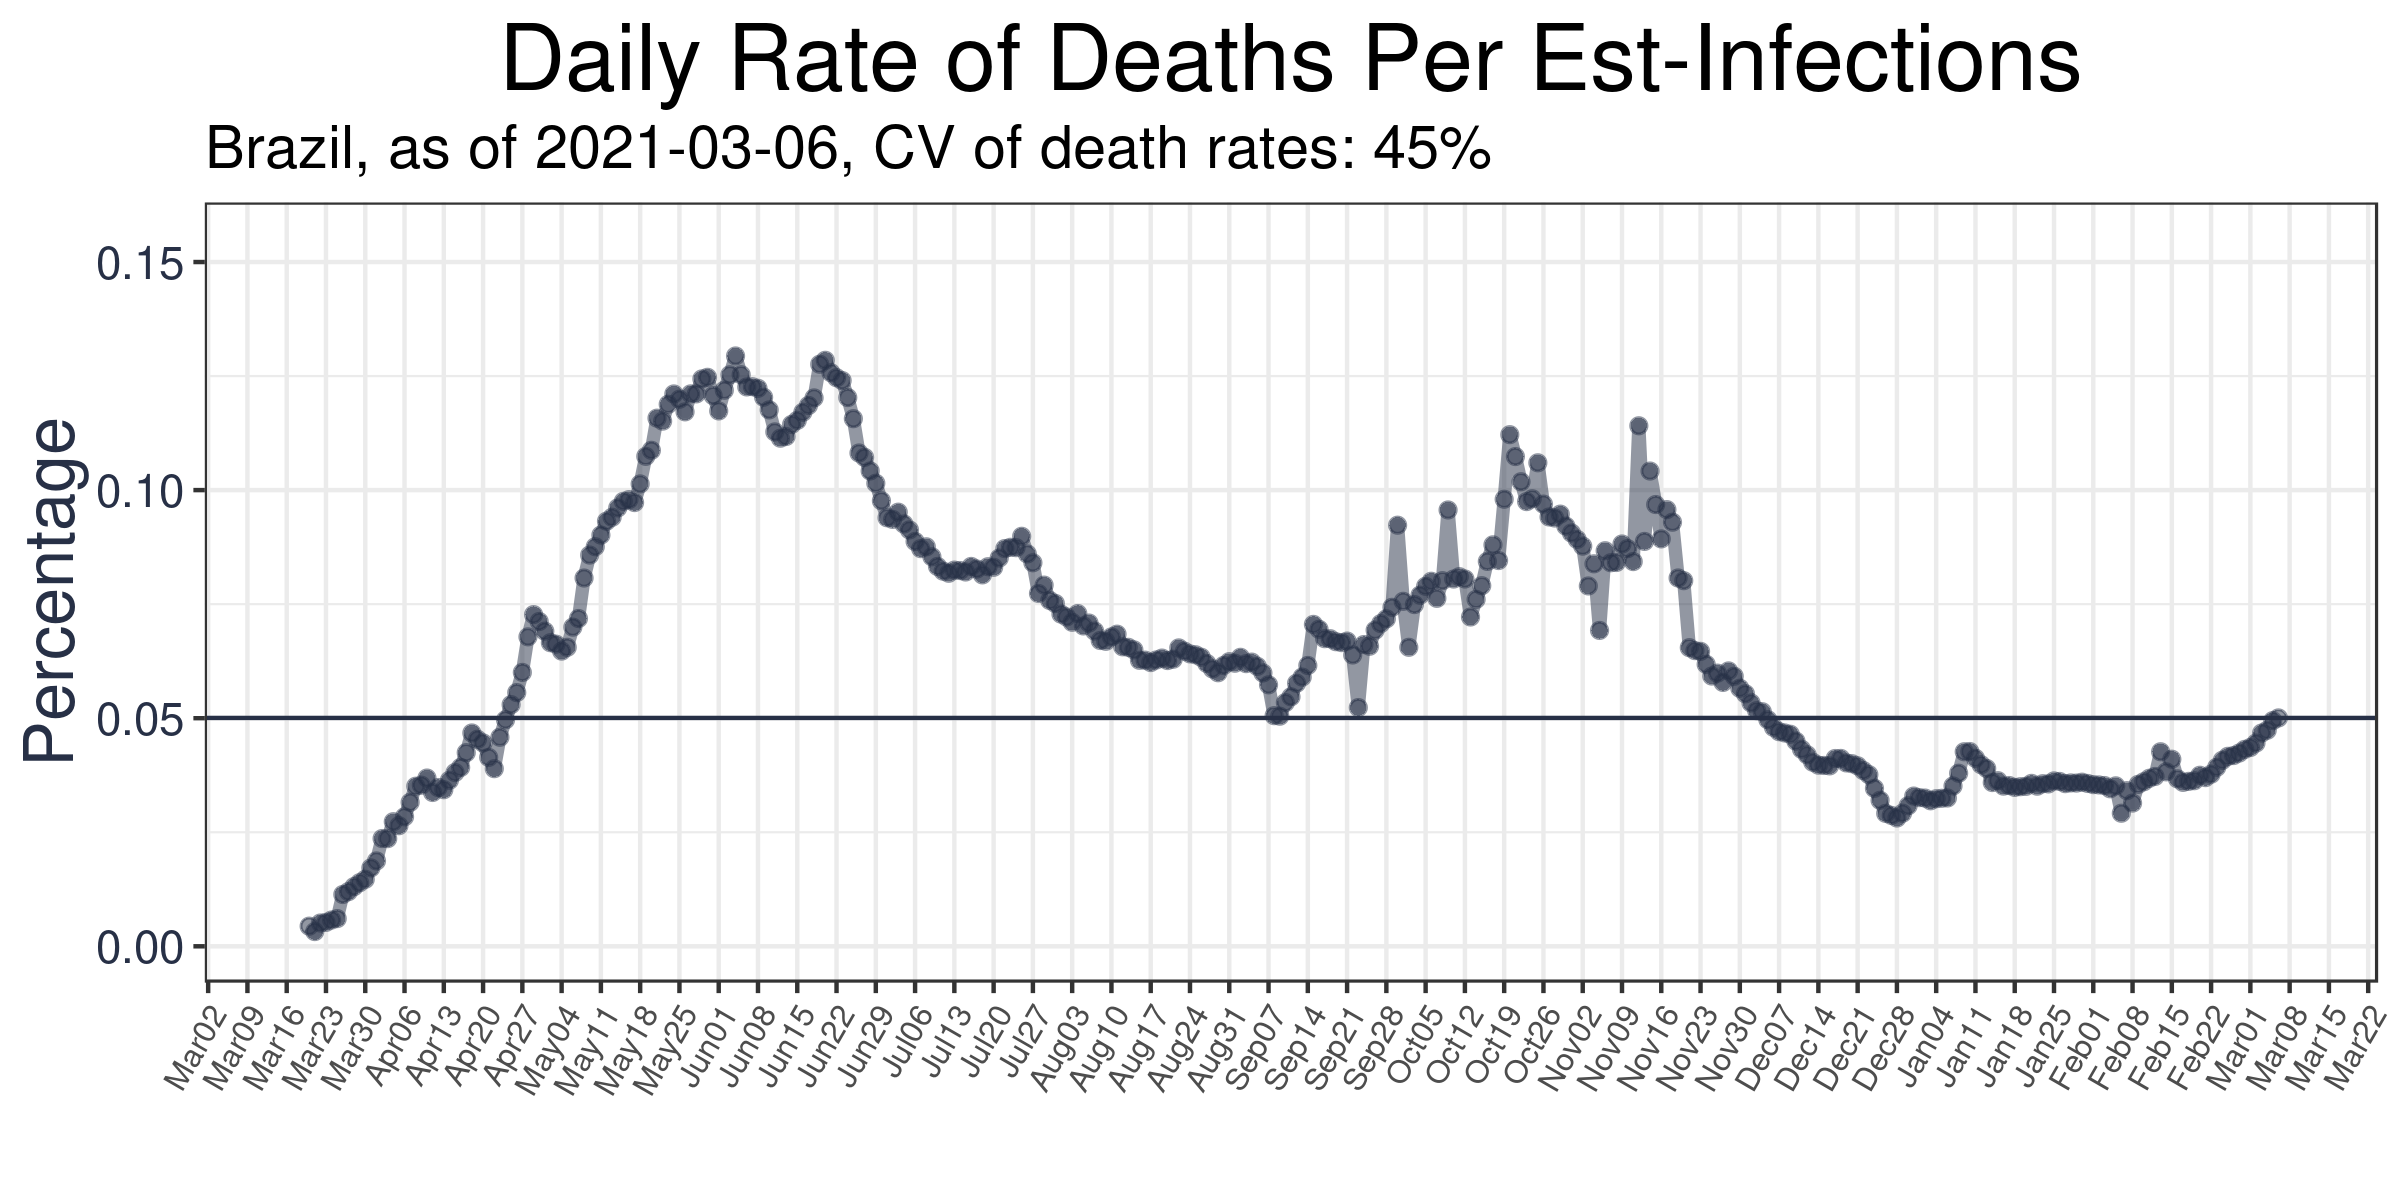 Daily Rate of Deaths Per Est-Infections
Brazil, as of 2021-03-06, CV of death rates: 45%
Percentage
0.15
0.10
0.05
0.00
Mar02
Mar09
Mar16
Mar23
Mar30
Apr06
Apr13
Apr20
Apr27
May04
May11
May18
May25
Jun01
Jun08
Jun15
Jun22
Jun29
Jul06
Jul13
Jul20
Jul27
Aug03
Aug10
Aug17
Aug24
Aug31
Sep07
Sep14
Sep21
Sep28
Oct05
Oct12
Oct19
Oct26
Nov02
Nov09
Nov16
Nov23
Nov30
Dec07
Dec14
Dec21
Dec28
Jan04
Jan11
Jan18
Jan25
Feb01
Feb08
Feb15
Feb22
Mar01
Mar08
Mar15
Mar22